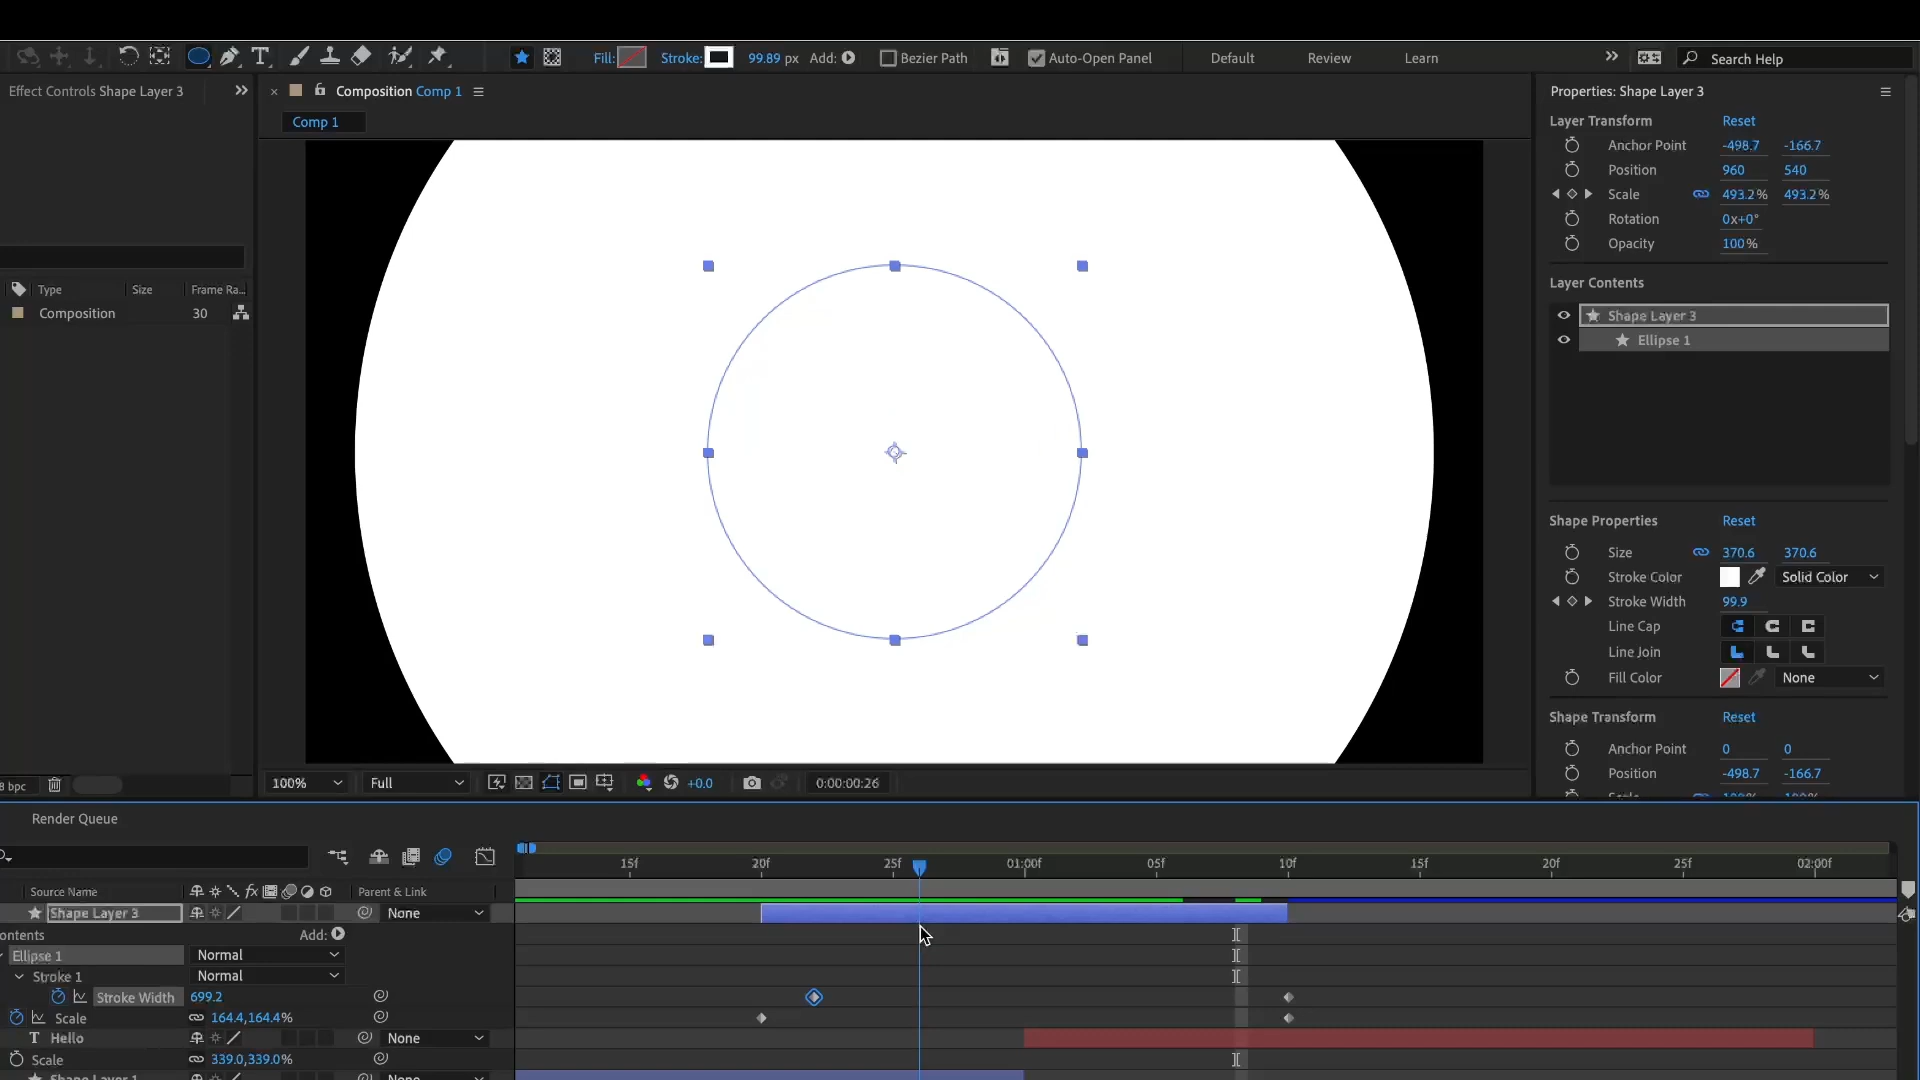 Fill: Stroke: 99.89 px Add: Bezier Path Auto-Open Panel Default Review Learn Search Help
Effect Controls Shape Layer 3
Composition Comp 1
Comp 1
Type Size Frame Ra...
Composition 30
8 bpc
100% Full +0.0 0:00:00:26
Properties: Shape Layer 3
Layer Transform Reset
Anchor Point -498.7 -166.7
Position 960 540
Scale 493.2% 493.2%
Rotation 0x+0°
Opacity 100%
Layer Contents
Shape Layer 3
Ellipse 1
Shape Properties Reset
Size 370.6 370.6
Stroke Color Solid Color
Stroke Width 99.9
Line Cap
Line Join
Fill Color None
Shape Transform Reset
Anchor Point 0 0
Position -498.7 -166.7
Render Queue
15f 20f 25f 01:00f 05f 10f 15f 20f 25f 02:00f
Source Name fx Parent & Link
Shape Layer 3 None
ontents Add:
Ellipse 1 Normal
Stroke 1 Normal
Stroke Width 699.2
Scale 164.4,164.4%
T Hello None
Scale 339.0,339.0%
Shape Layer 1 None